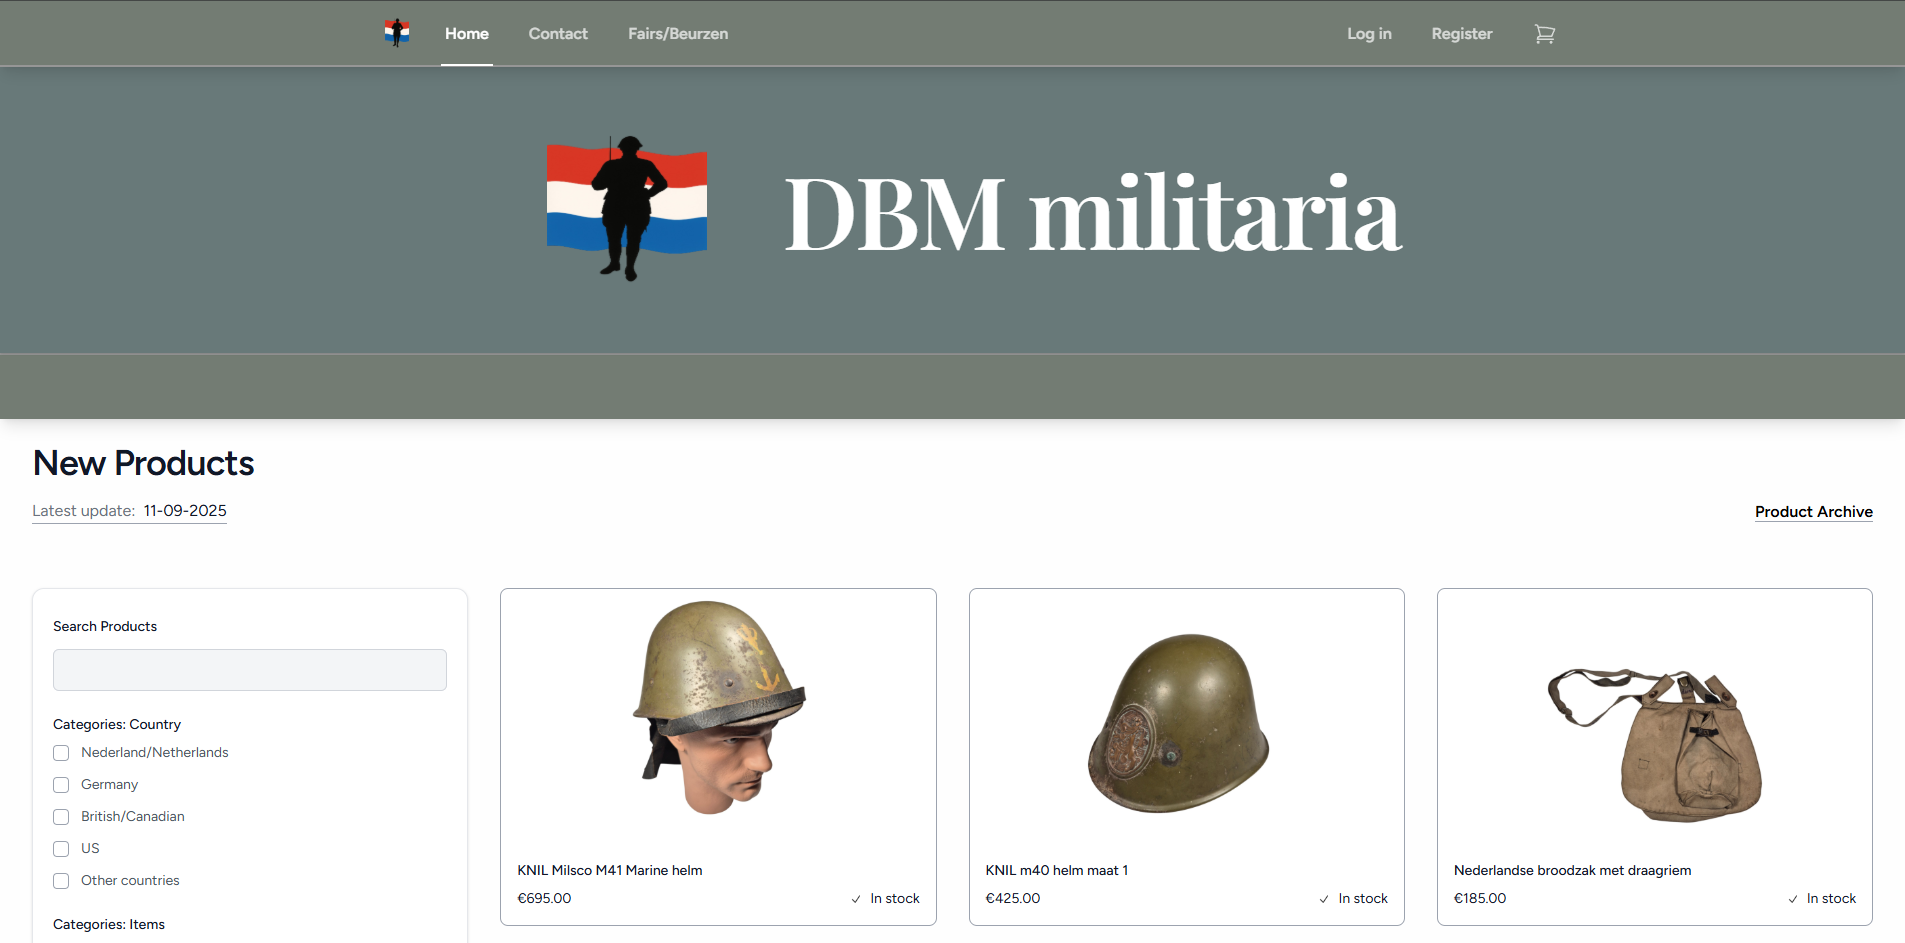 Home Contact Fairs/Beurzen Log in Register
DBM militaria
New Products
Latest update: 11-09-2025
Product Archive
Search Products
Categories: Country
Nederland/Netherlands
Germany
British/Canadian
US
Other countries
Categories: Items
KNIL Milsco M41 Marine helm
€695.00 In stock
KNIL m40 helm maat 1
€425.00 In stock
Nederlandse broodzak met draagriem
€185.00 In stock